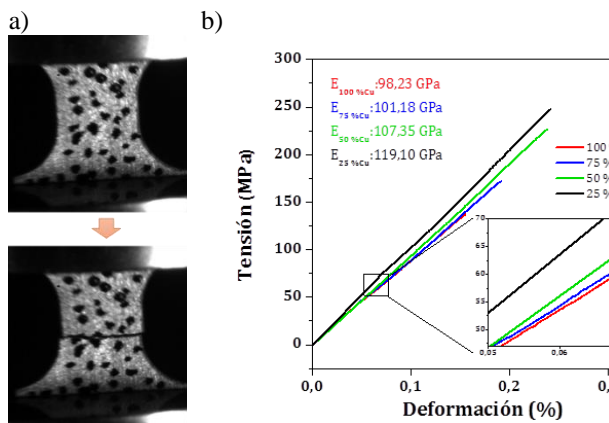 a)
b)
300
250
200
150
100
50
0
Tensión (MPa)
E100 %Cu:98,23 GPa
E75 %Cu:101,18 GPa
E50 %Cu:107,35 GPa
E25 %Cu:119,10 GPa
100
75 %
50 %
25 %
70
65
60
55
50
0,05
0,06
0,0
0,1
0,2
Deformación (%)